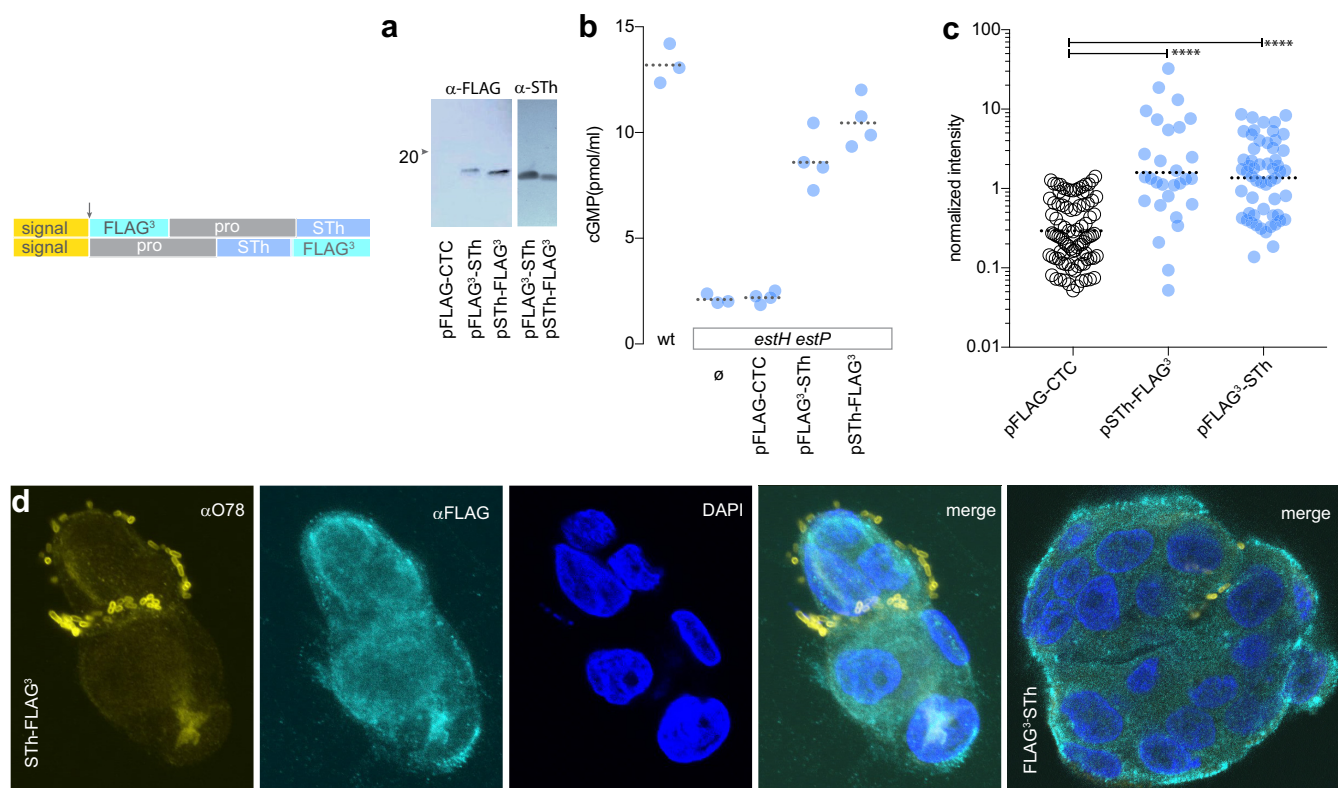 signal FLAG³ pro STh
signal pro STh FLAG³
a
α-FLAG α-STh
20
pFLAG-CTC
pFLAG³-STh
pSTh-FLAG³
pFLAG³-STh
pSTh-FLAG³
b
cGMP(pmol/ml)
15
10
5
0
wt
estH estP
ø
pFLAG-CTC
pFLAG³-STh
pSTh-FLAG³
c
normalized intensity
100
10
1
0.1
0.01
****
****
pFLAG-CTC
pSTh-FLAG³
pFLAG³-STh
d
αO78
STh-FLAG³
αFLAG
DAPI
merge
merge
FLAG³-STh